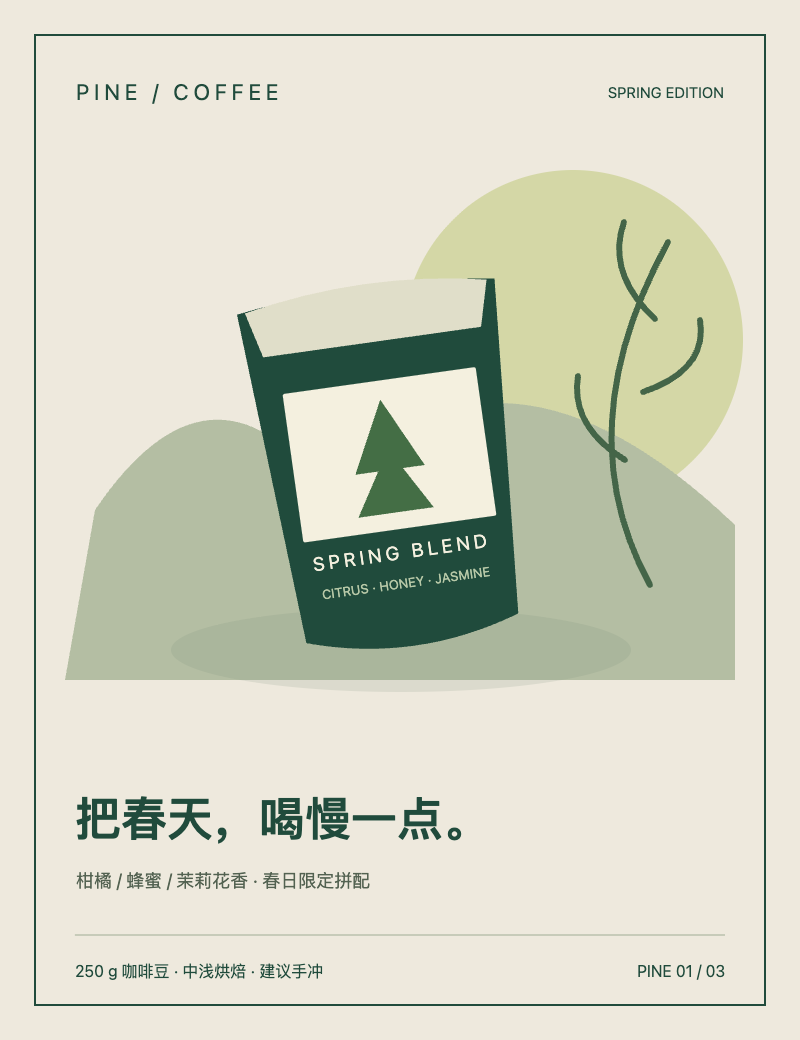 PINE / COFFEE
SPRING EDITION
SPRING BLEND
CITRUS · HONEY · JASMINE
把春天，喝慢一点。
柑橘 / 蜂蜜 / 茉莉花香 · 春日限定拼配
250 g 咖啡豆 · 中浅烘焙 · 建议手冲
PINE 01 / 03